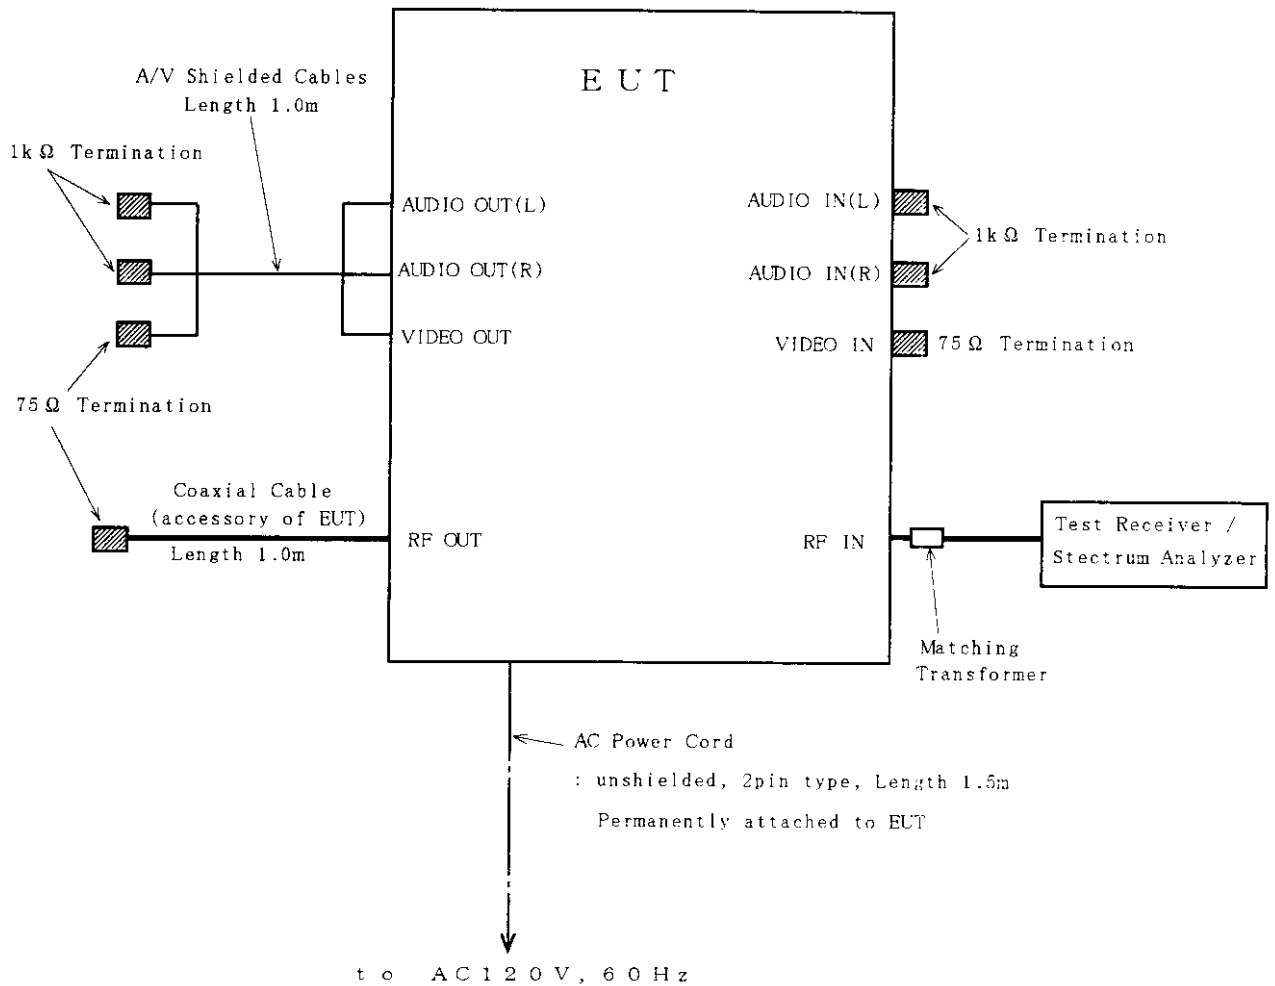 EUT
A/V Shielded Cables
Length 1.0m
1kΩ Termination
AUDIO OUT(L)
AUDIO IN(L)
1kΩ Termination
AUDIO OUT(R)
AUDIO IN(R)
VIDEO OUT
VIDEO IN
75Ω Termination
75Ω Termination
Coaxial Cable
(accessory of EUT)
Length 1.0m
RF OUT
RF IN
Test Receiver /
Stectrum Analyzer
Matching
Transformer
AC Power Cord
: unshielded, 2pin type, Length 1.5m
Permanently attached to EUT
to AC120V, 60Hz